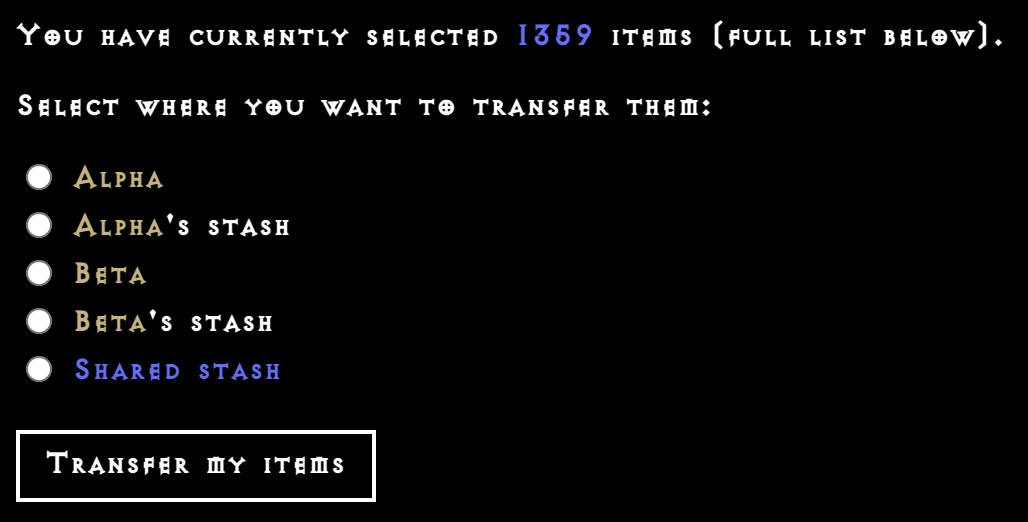 You have currently selected 1359 items (full list below).
Select where you want to transfer them:
Alpha
Alpha's stash
Beta
Beta's stash
Shared stash
Transfer my items